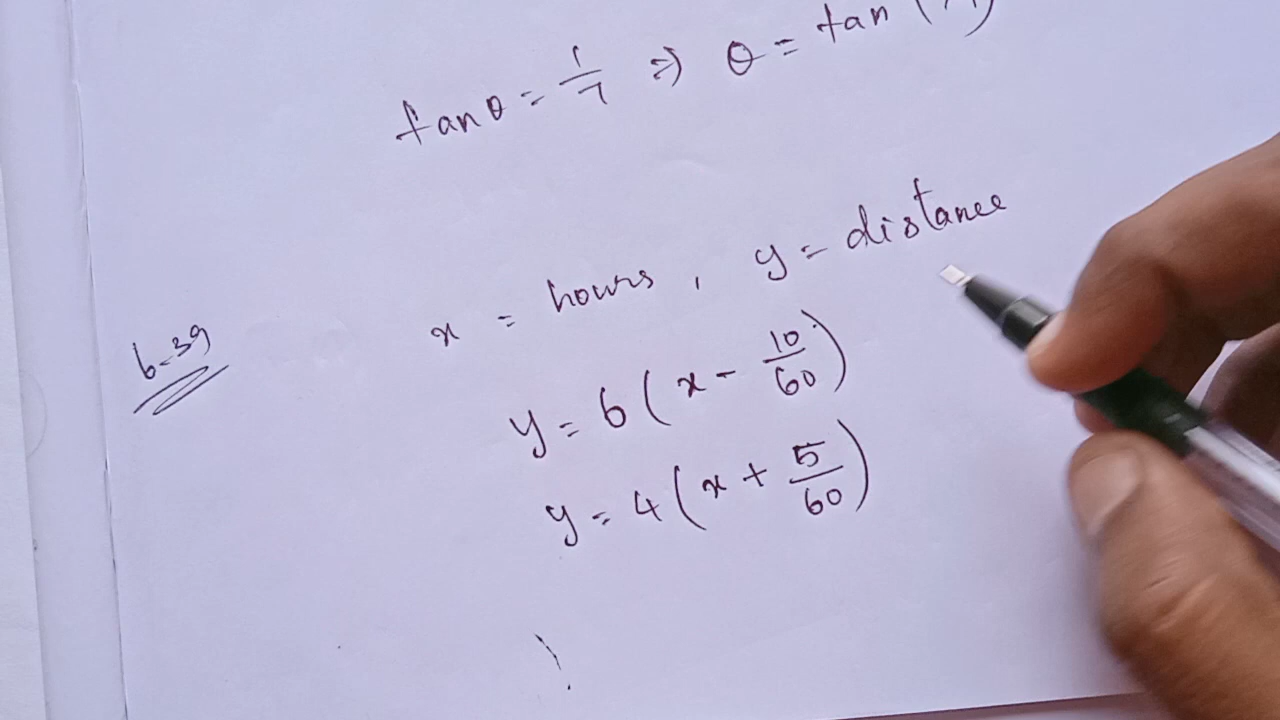 tanθ = 1/7 ⇒ θ = tan
6.39
x = hours, y = distance
y = 6(x - 10/60)
y = 4(x + 5/60)